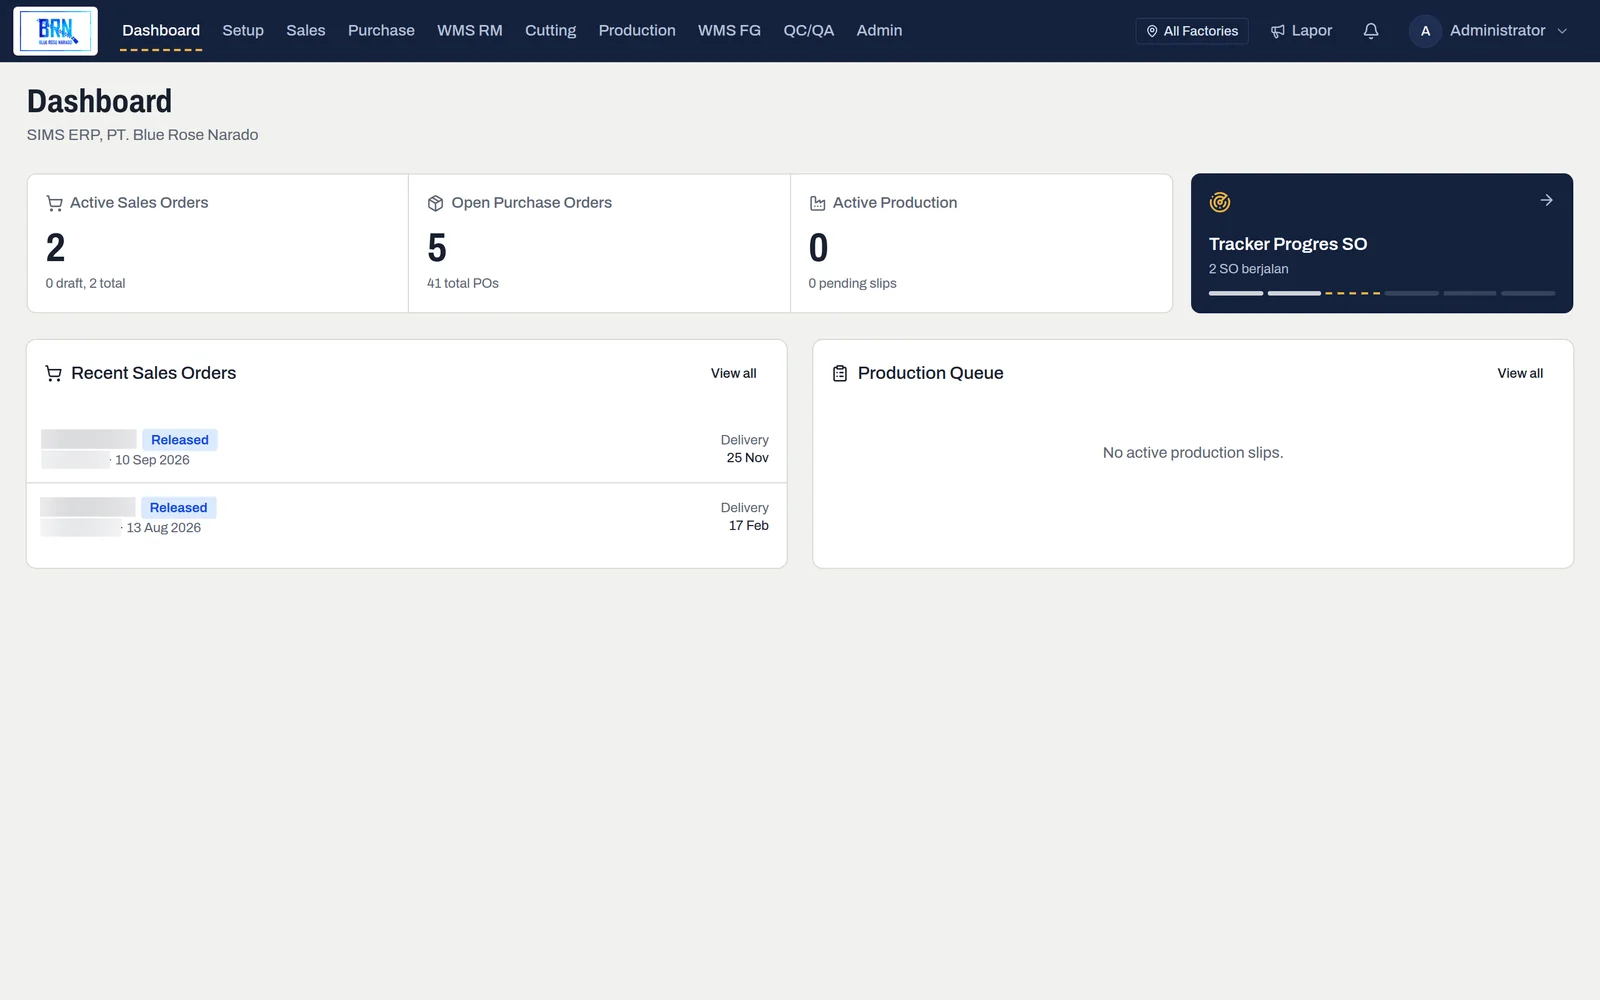 BRN
BLUE ROSE NARADO
Dashboard
Setup
Sales
Purchase
WMS RM
Cutting
Production
WMS FG
QC/QA
Admin
All Factories
Lapor
A
Administrator
Dashboard
SIMS ERP, PT. Blue Rose Narado
Active Sales Orders
2
0 draft, 2 total
Open Purchase Orders
5
41 total POs
Active Production
0
0 pending slips
Tracker Progres SO
2 SO berjalan
Recent Sales Orders
View all
Released
· 10 Sep 2026
Delivery
25 Nov
Released
· 13 Aug 2026
Delivery
17 Feb
Production Queue
View all
No active production slips.